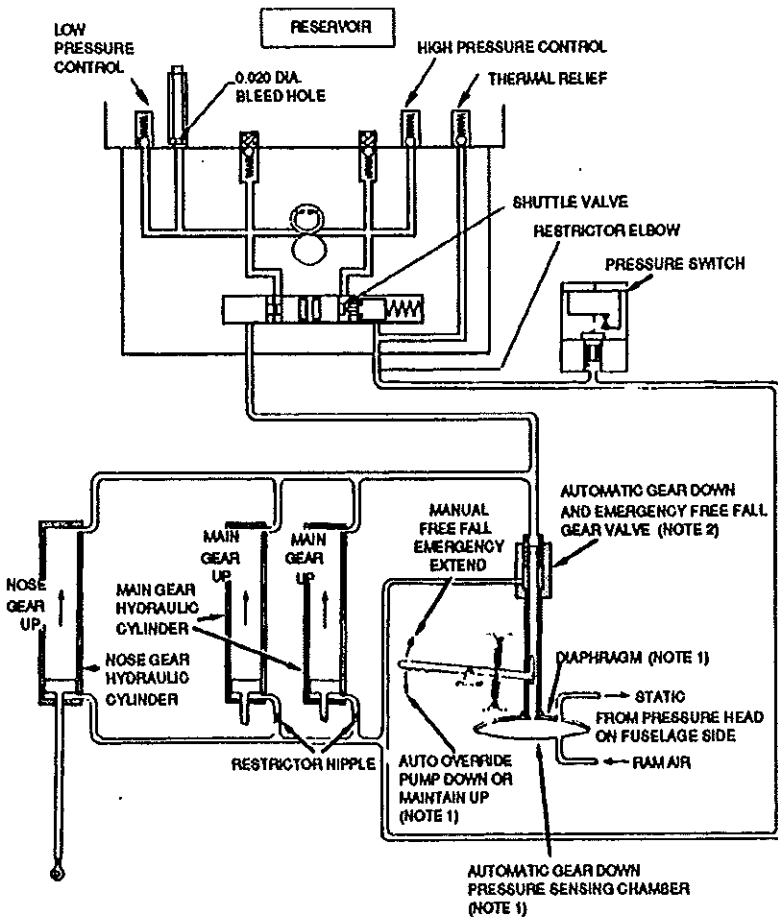 RESERVOIR
LOW
PRESSURE
CONTROL
0.020 DIA.
BLEED HOLE
HIGH PRESSURE CONTROL
THERMAL RELIEF
SHUTTLE VALVE
RESTRICTOR ELBOW
PRESSURE SWITCH
NOSE
GEAR
UP
MAIN
GEAR
UP
MAIN
GEAR
UP
MAIN GEAR
HYDRAULIC
CYLINDER
NOSE GEAR
HYDRAULIC
CYLINDER
MANUAL
FREE FALL
EMERGENCY
EXTEND
AUTOMATIC GEAR DOWN
AND EMERGENCY FREE FALL
GEAR VALVE (NOTE 2)
DIAPHRAGM (NOTE 1)
STATIC
FROM PRESSURE HEAD
ON FUSELAGE SIDE
RAM AIR
RESTRICTOR NIPPLE
AUTO OVERRIDE
PUMP DOWN OR
MAINTAIN UP
(NOTE 1)
AUTOMATIC GEAR DOWN
PRESSURE SENSING CHAMBER
(NOTE 1)